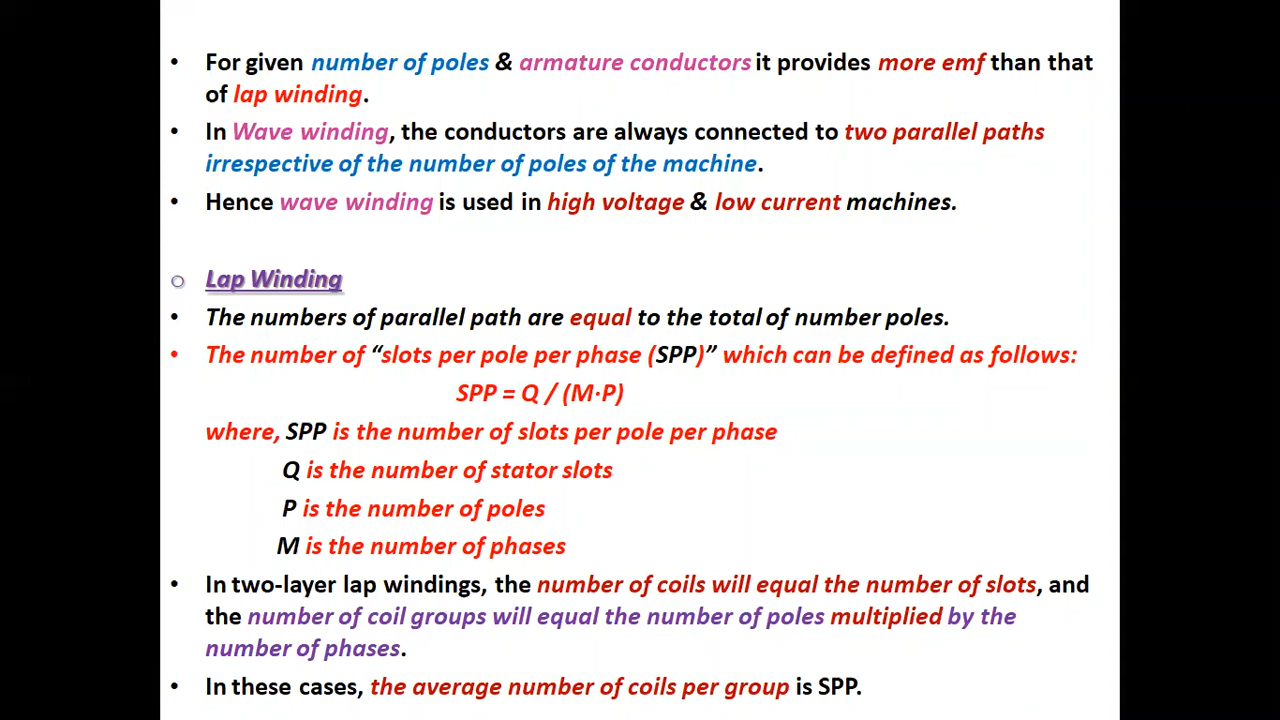 • For given number of poles & armature conductors it provides more emf than that
of lap winding.
• In Wave winding, the conductors are always connected to two parallel paths
irrespective of the number of poles of the machine.
• Hence wave winding is used in high voltage & low current machines.
o Lap Winding
• The numbers of parallel path are equal to the total of number poles.
• The number of “slots per pole per phase (SPP)” which can be defined as follows:
SPP = Q / (M·P)
where, SPP is the number of slots per pole per phase
Q is the number of stator slots
P is the number of poles
M is the number of phases
• In two-layer lap windings, the number of coils will equal the number of slots, and
the number of coil groups will equal the number of poles multiplied by the
number of phases.
• In these cases, the average number of coils per group is SPP.